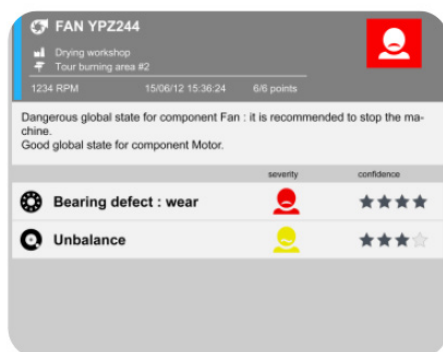 FAN YPZ244
Drying workshop
Tour burning area #2
1234 RPM 15/06/12 15:36:24 6/6 points
Dangerous global state for component Fan : it is recommended to stop the ma-
chine.
Good global state for component Motor.
severity confidence
Bearing defect : wear
Unbalance